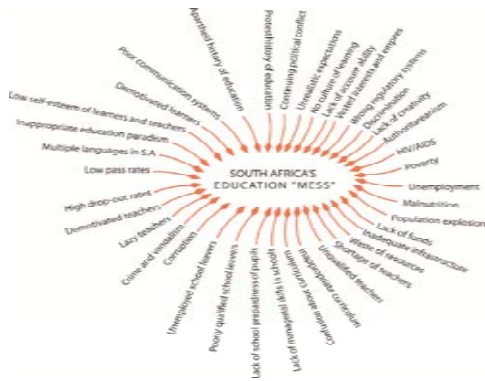 SOUTH AFRICA'S
EDUCATION "MESS"
Apartheid history of education
Protest history of education
Continuing political conflict
Unrealistic expectations
No culture of learning
Lack of account ability
Vested interests and empires
Wrong regulatory systems
Discrimination
Lack of creativity
Authoritarianism
HIV/AIDS
Poverty
Unemployment
Malnutrition
Population explosion
Lack of funds
Inadequate infrastructure
Waste of resources
Shortage of teachers
Unqualified teachers
Inappropriate curriculum
Confusion about curriculum
Lack of managerial skills in schools
Lack of school preparedness of pupils
Poorly qualified school leavers
Unemployed school leavers
Corruption
Crime and vandalism
Lazy teachers
Demotivated teachers
High drop-out rates
Low pass rates
Multiple languages in S.A
Inappropriate education paradigm
Low self-esteem of learners and teachers
Demotivated learners
Poor communication systems